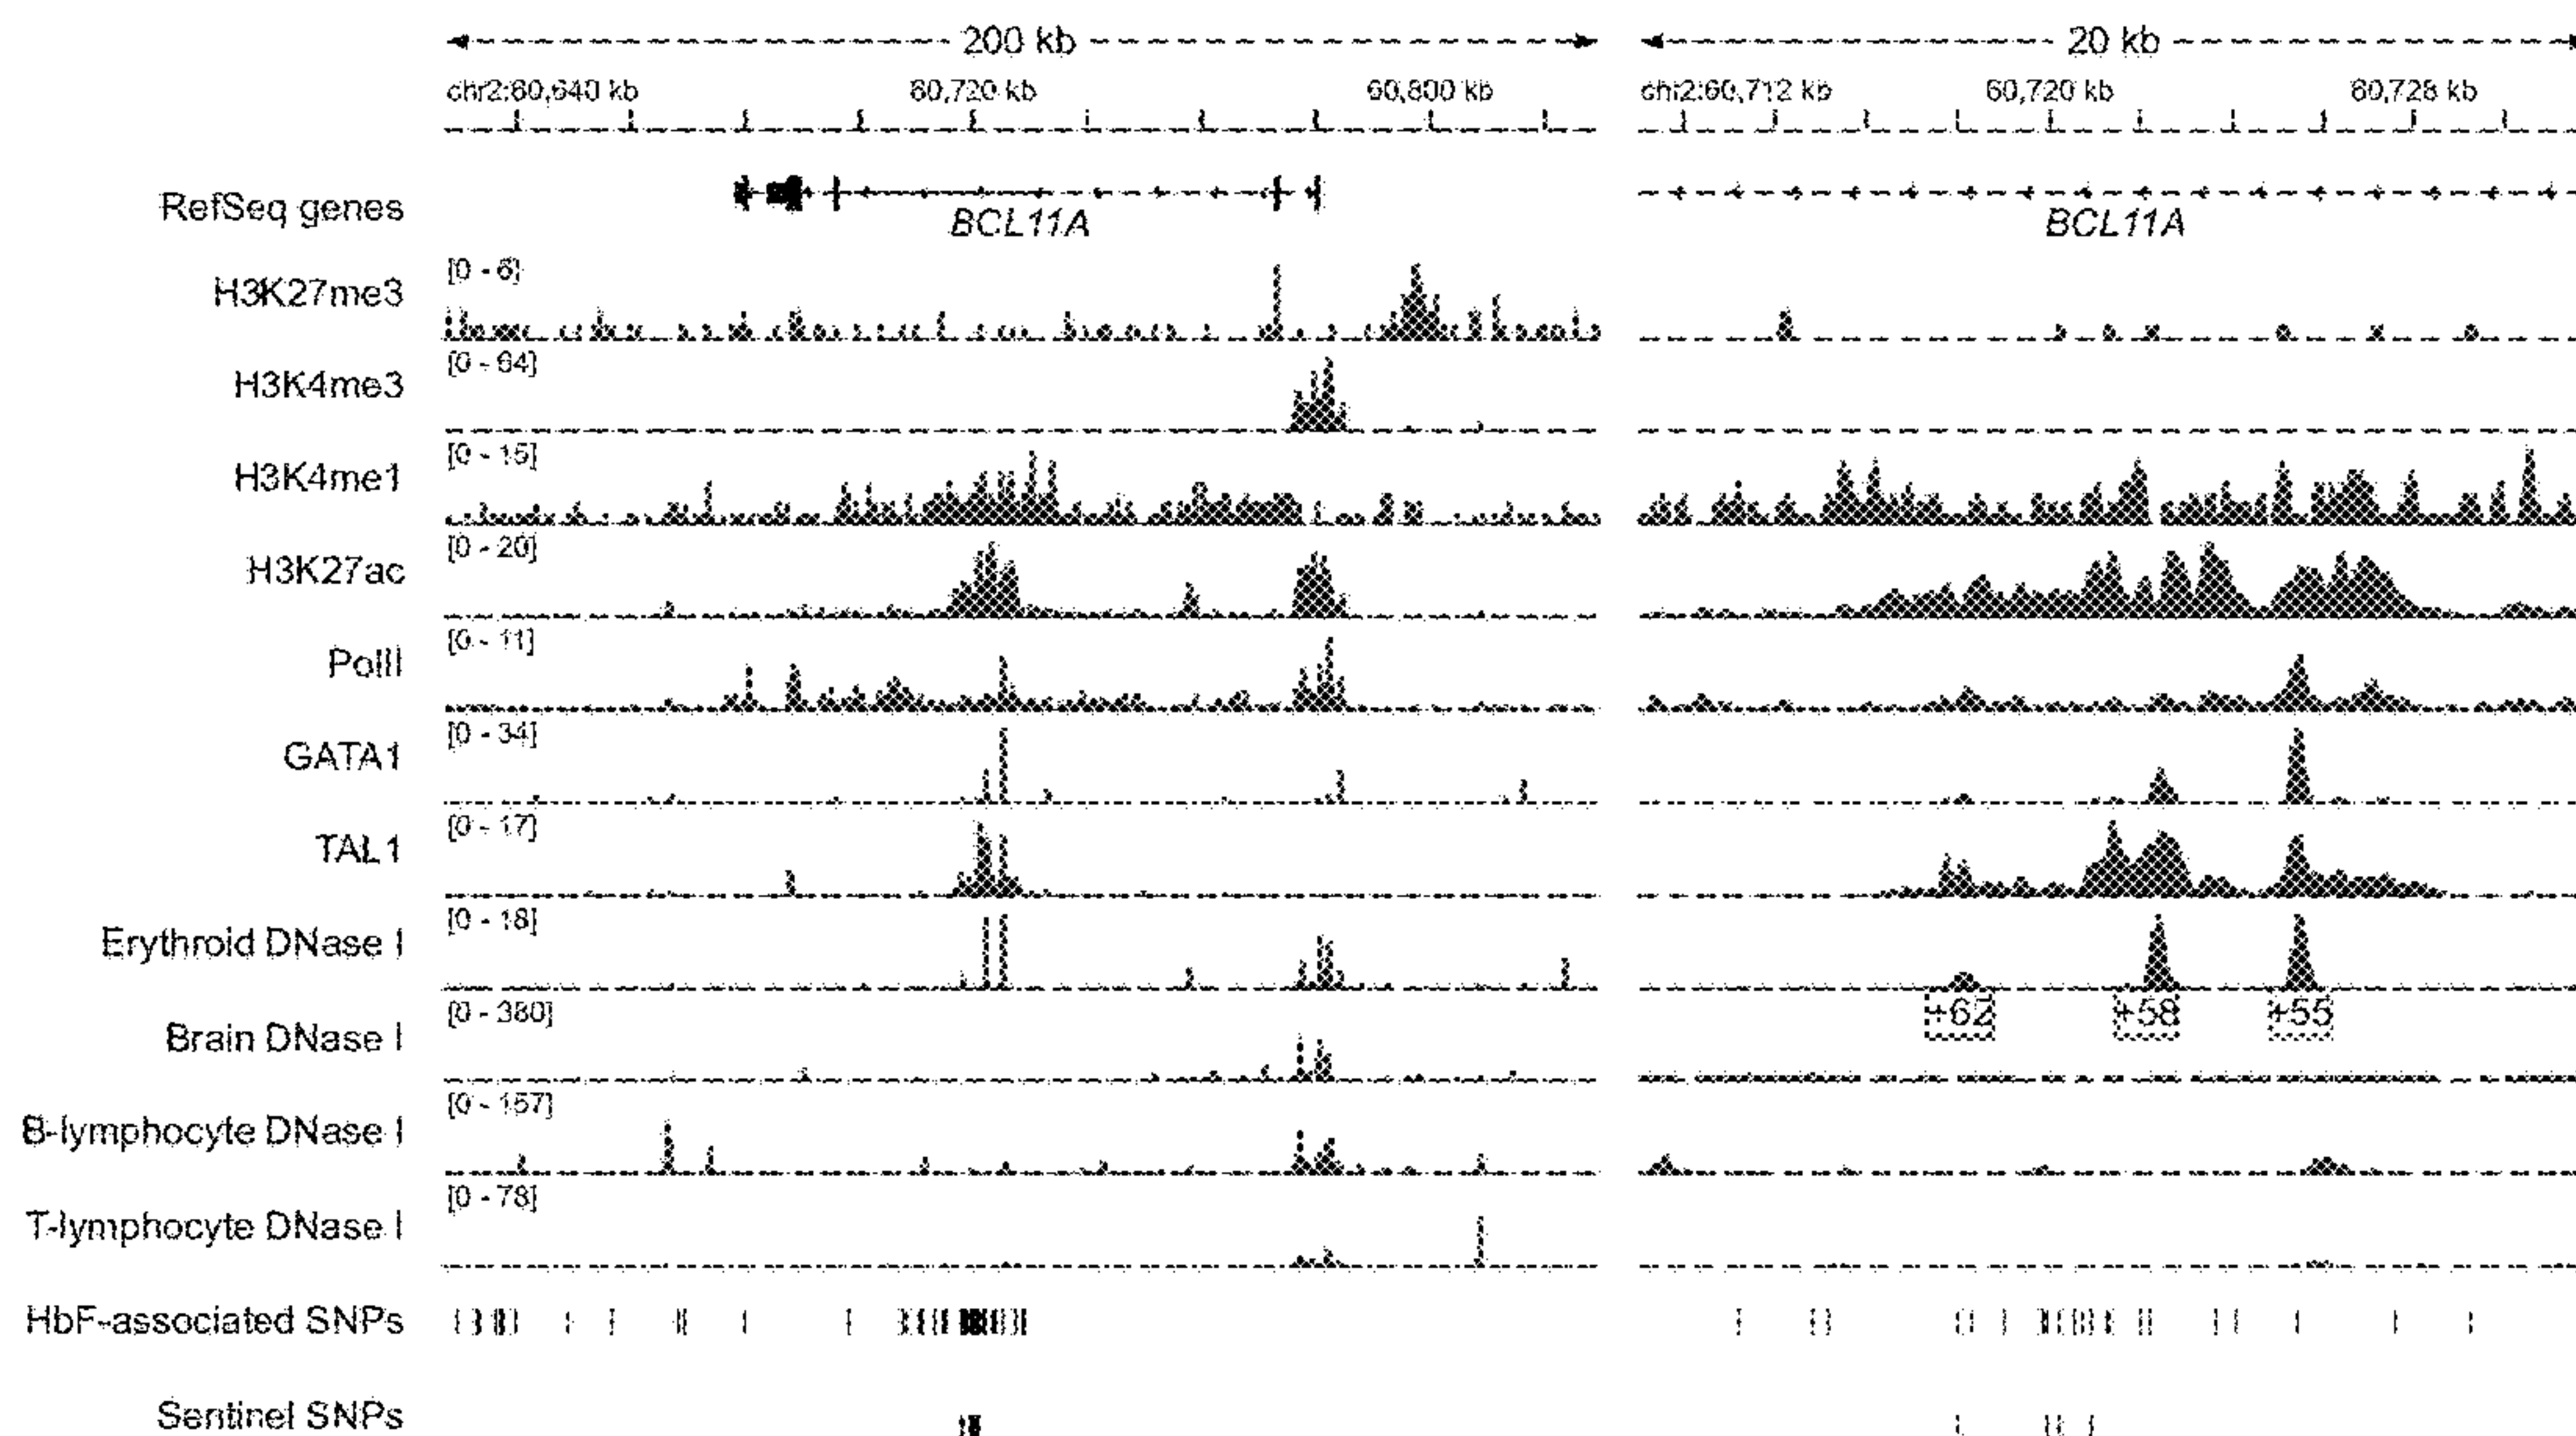 200 kb
20 kb
chr2:60,640 kb 60,720 kb 60,800 kb
chr2:60,712 kb 60,720 kb 60,728 kb
RefSeq genes
BCL11A
BCL11A
H3K27me3 [0 - 6]
H3K4me3 [0 - 94]
H3K4me1 [0 - 15]
H3K27ac [0 - 20]
PolII [0 - 11]
GATA1 [0 - 34]
TAL1 [0 - 17]
Erythroid DNase I [0 - 18]
+62 +58 +55
Brain DNase I [0 - 380]
B-lymphocyte DNase I [0 - 157]
T-lymphocyte DNase I [0 - 78]
HbF-associated SNPs
Sentinel SNPs